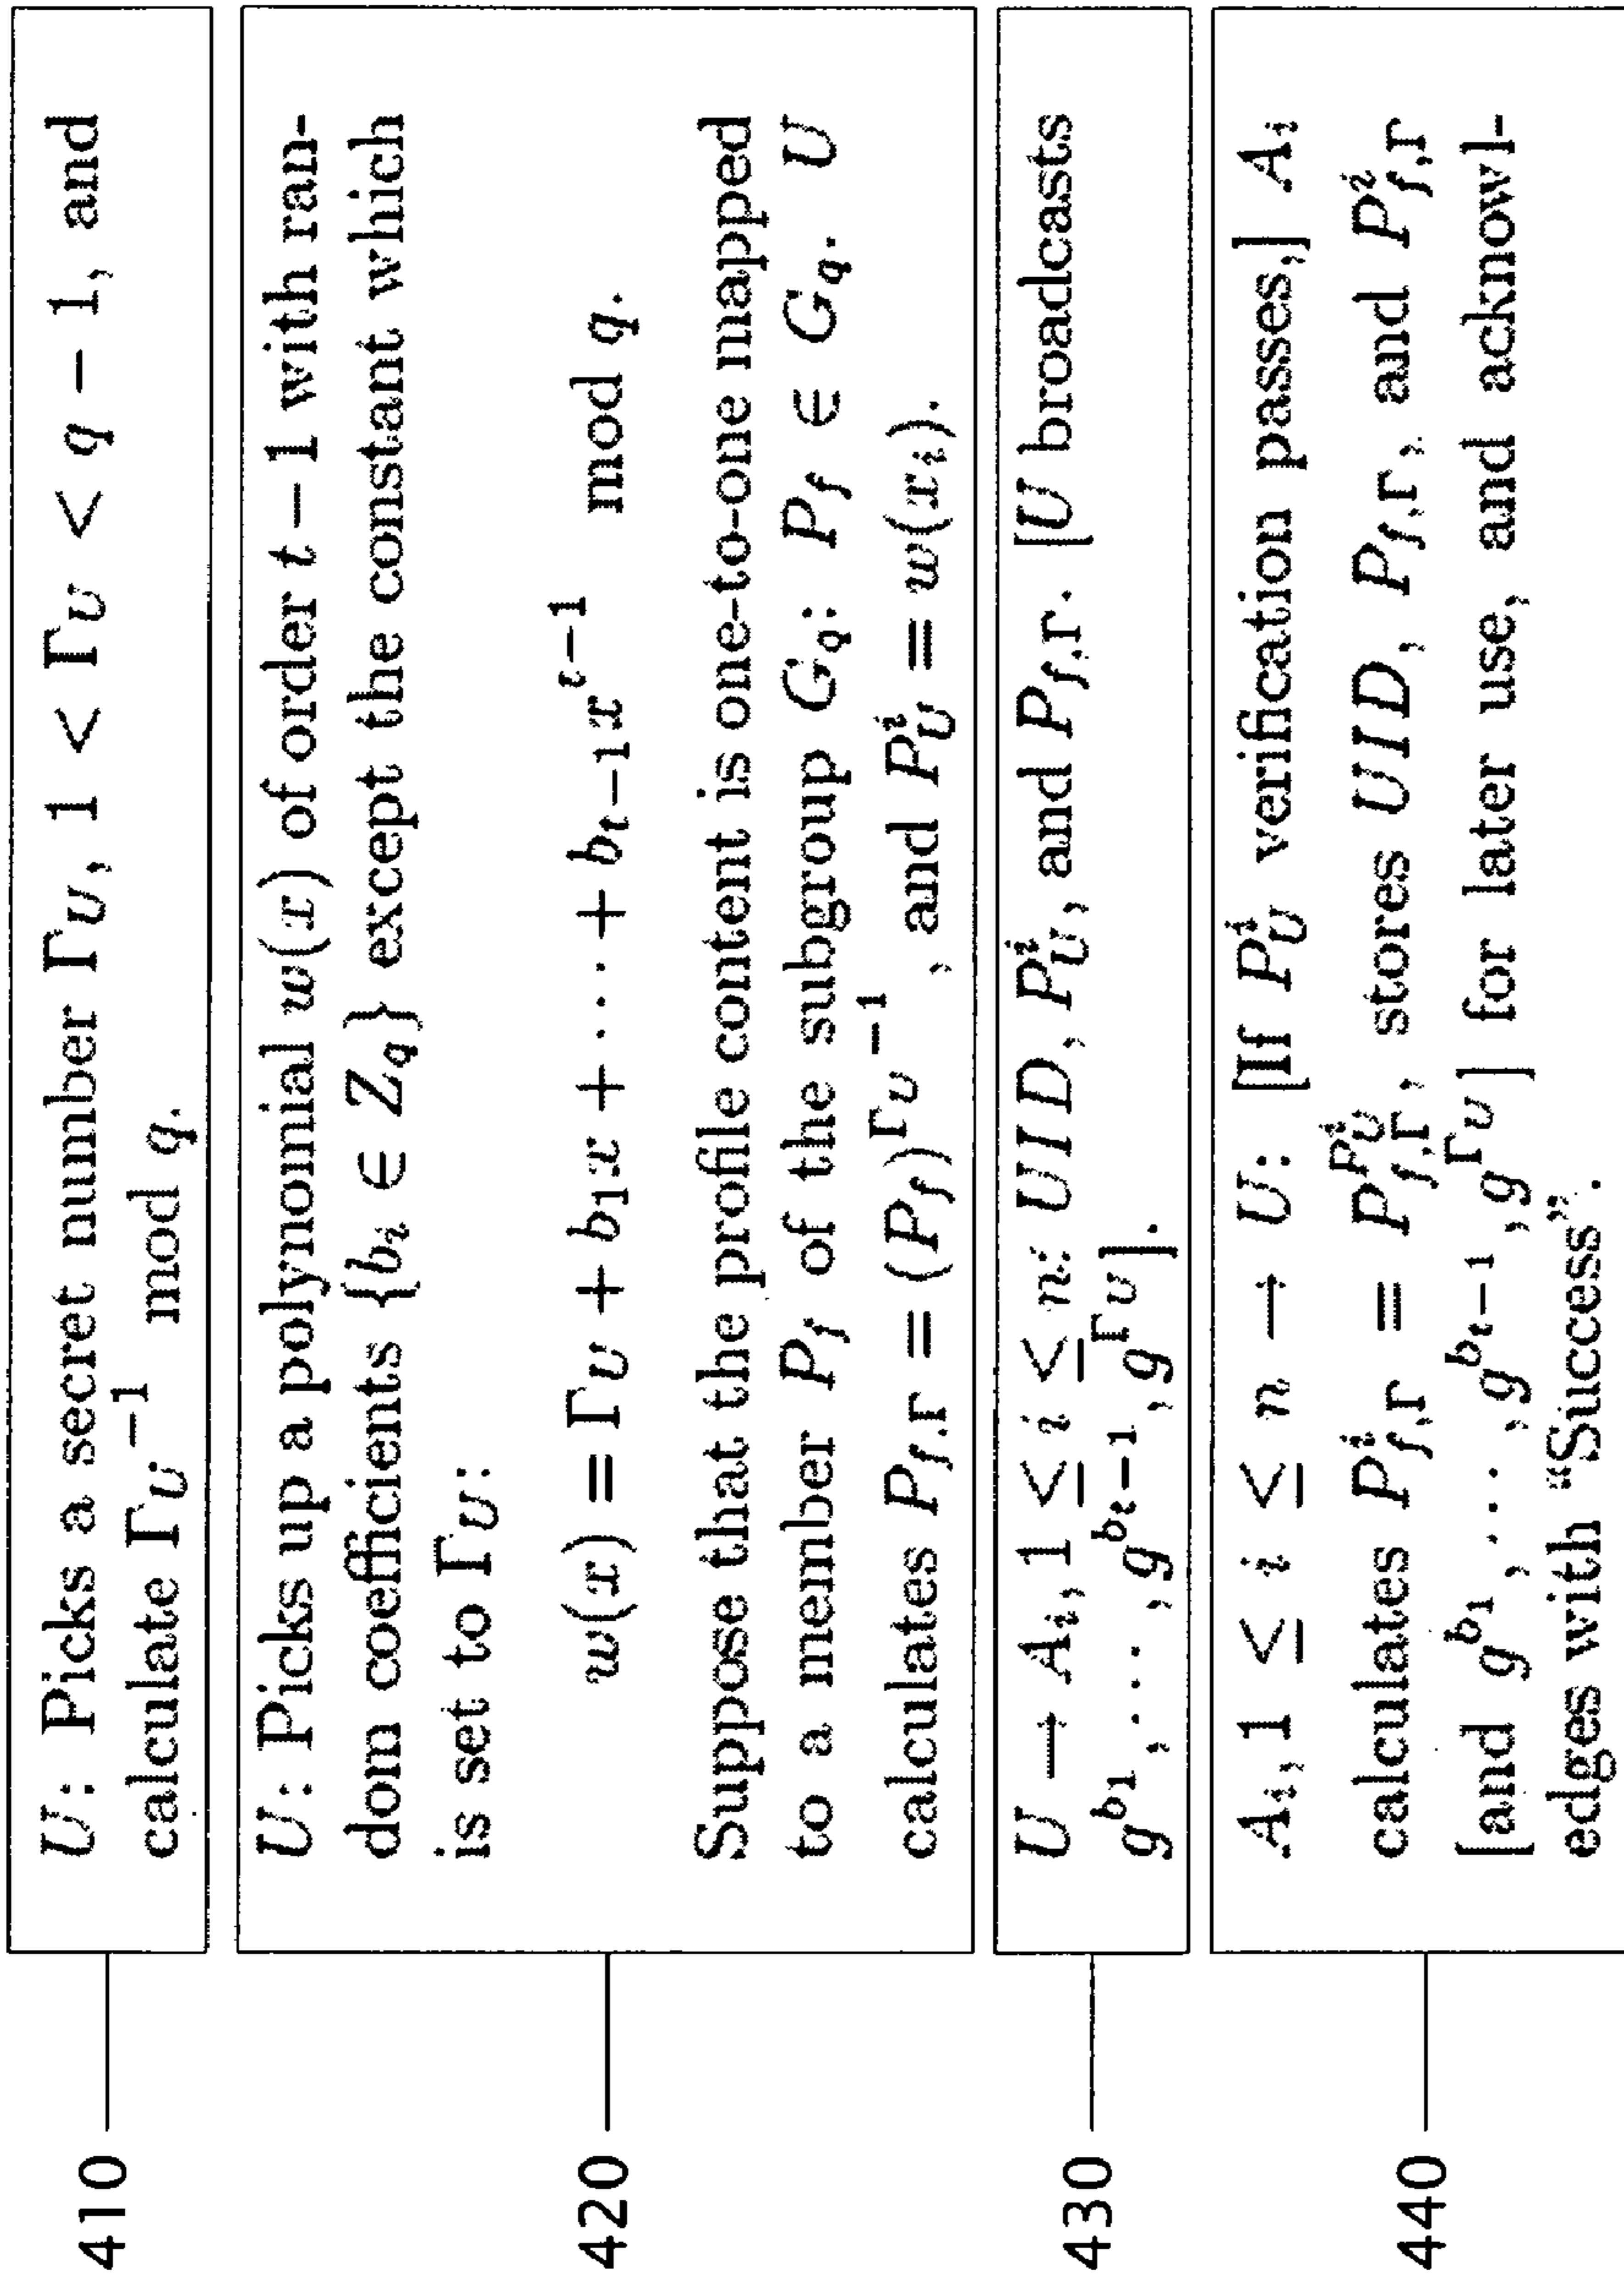 410
U: Picks a secret number Γ_U, 1 < Γ_U < q − 1, and
calculate Γ_U^{−1} mod q.
420
U: Picks up a polynomial w(x) of order t − 1 with ran-
dom coefficients {b_i ∈ Z_q} except the constant which
is set to Γ_U:
w(x) = Γ_U + b_1x + ··· + b_{t−1}x^{t−1} mod q.
Suppose that the profile content is one-to-one mapped
to a member P_f of the subgroup G_q: P_f ∈ G_q. U
calculates P_{f,Γ} = (P_f)^{Γ_U^{−1}}, and P_U^i = w(x_i).
430
U → A_i, 1 ≤ i ≤ n: UID, P_U^i, and P_{f,Γ}. [U broadcasts
g^{b_1}, ··· , g^{b_{t−1}}, g^{Γ_U}].
440
A_i, 1 ≤ i ≤ n → U: [If P_U^i verification passes,] A_i
calculates P_{f,Γ}^i = P_{f,Γ}^{P_U^i}, stores UID, P_{f,Γ}, and P_{f,Γ}^i
[and g^{b_1}, ··· , g^{b_{t−1}}, g^{Γ_U}] for later use, and acknowl-
edges with “Success”.